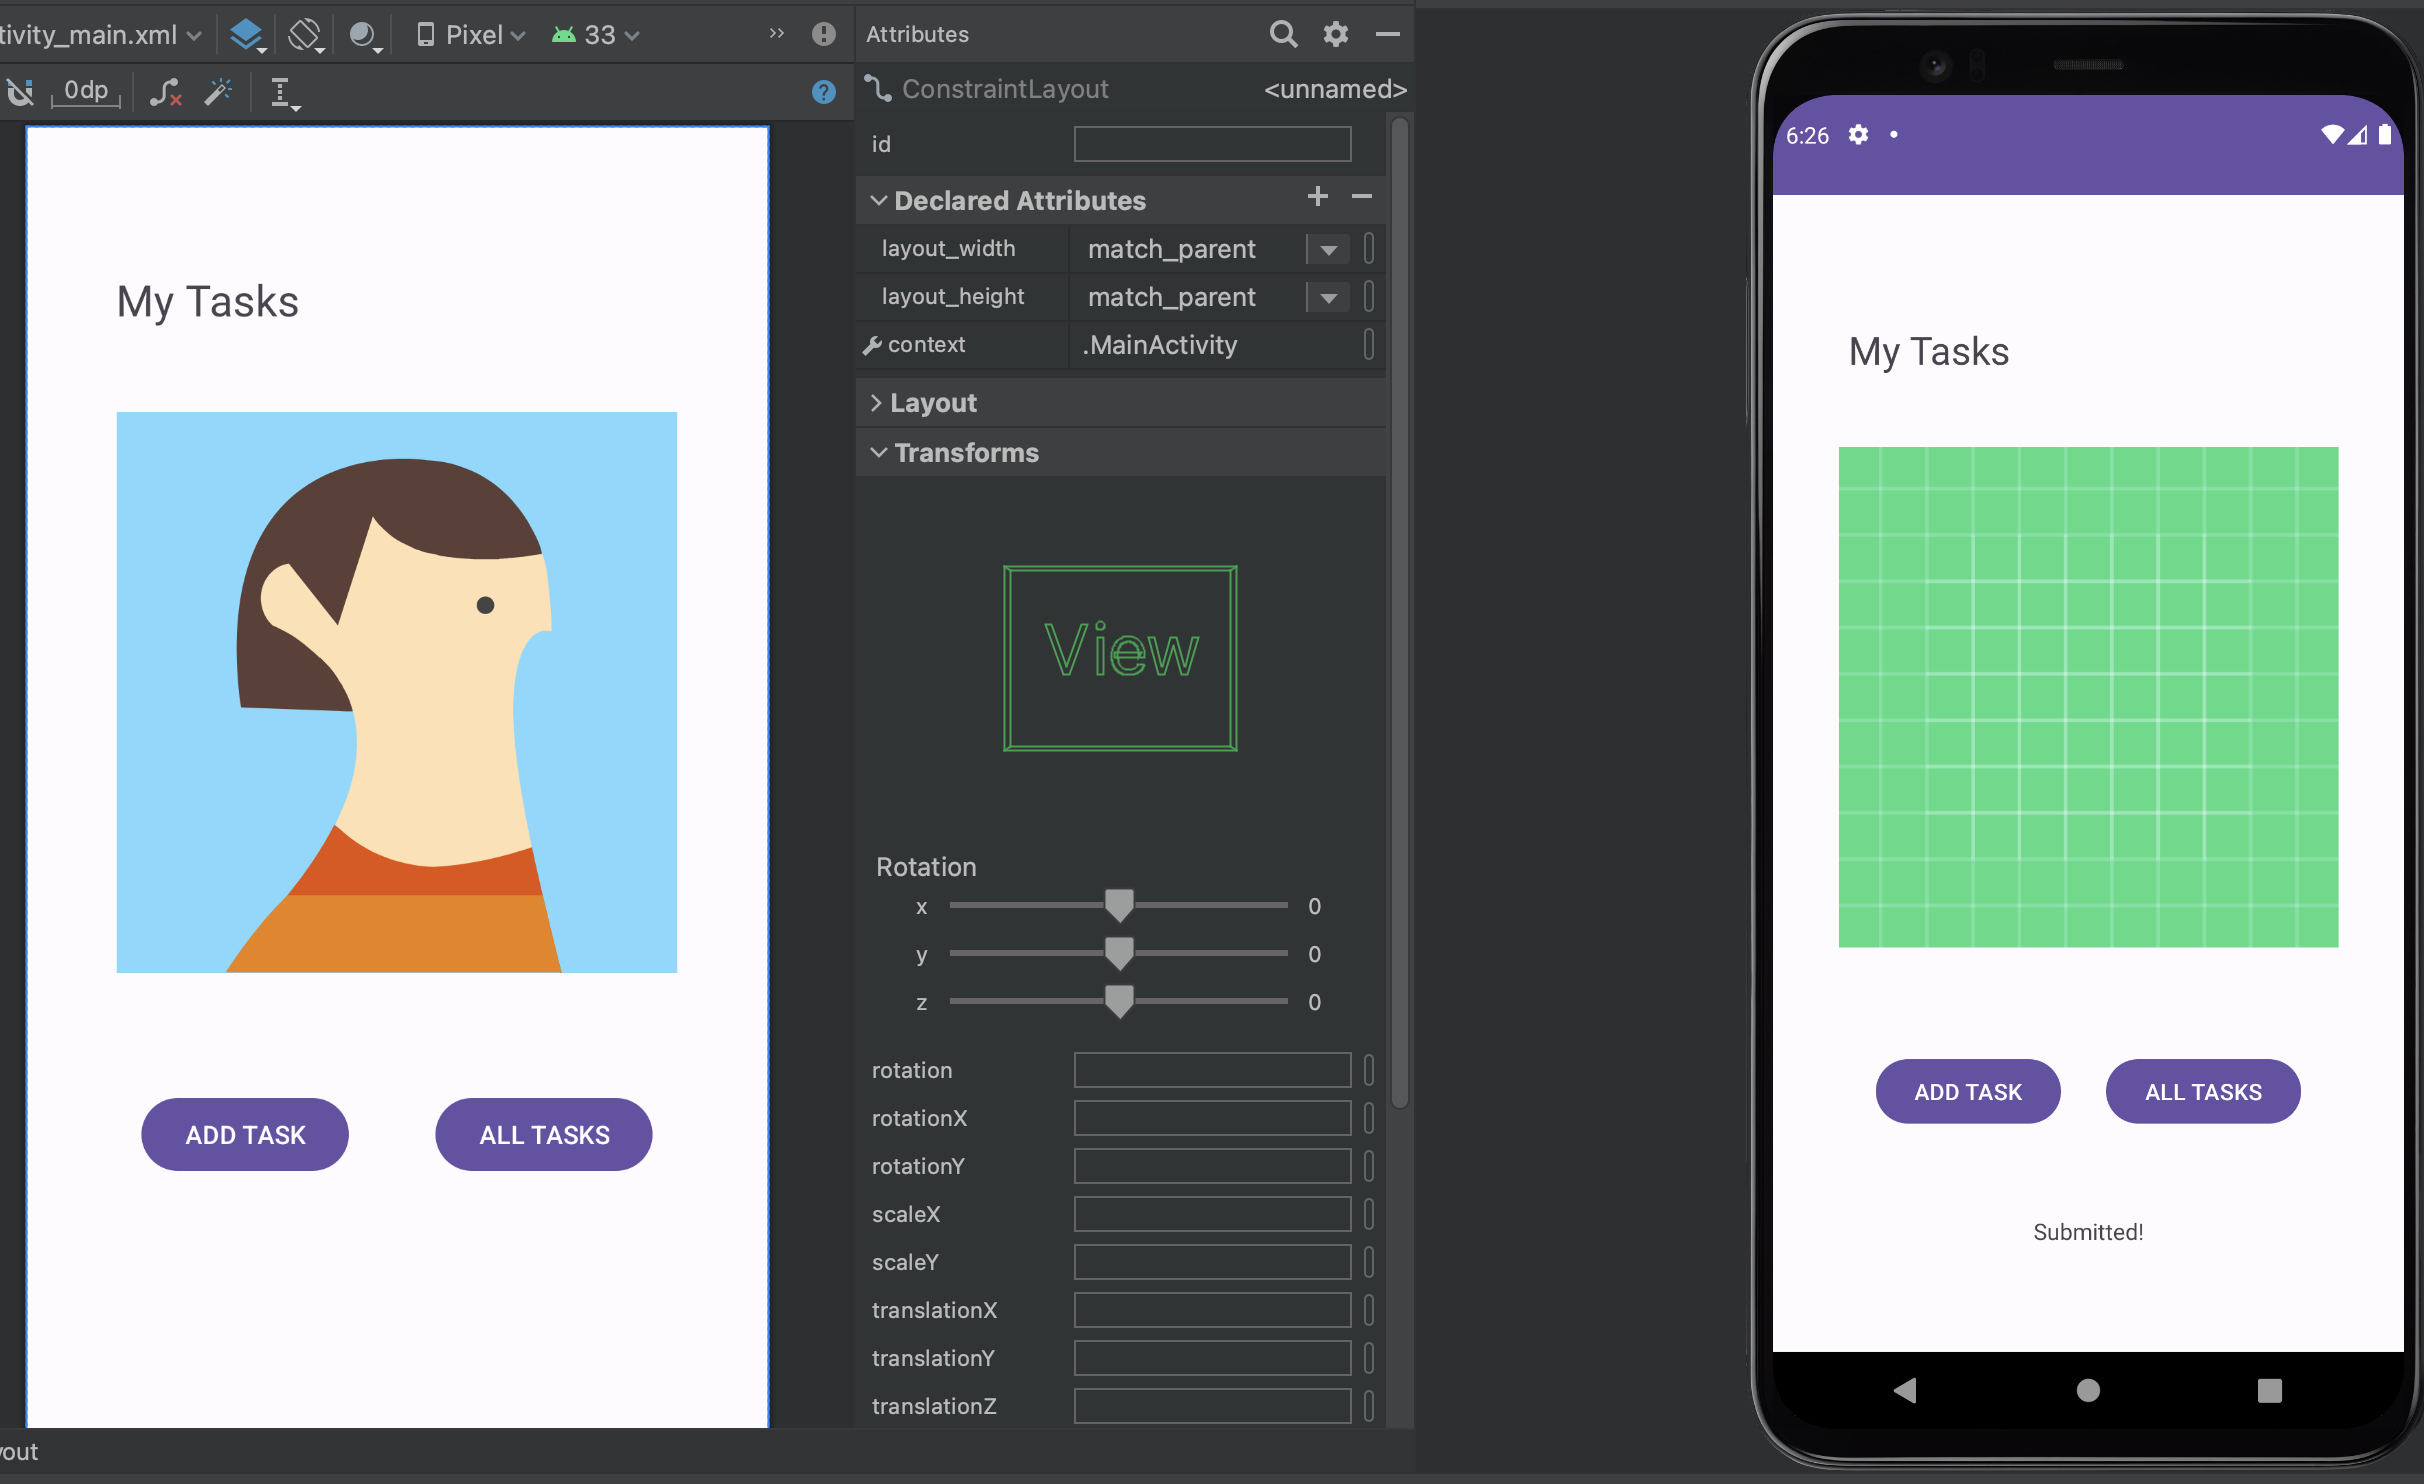 tivity_main.xml
Pixel
33
0dp
My Tasks
ADD TASK
ALL TASKS
yout
Attributes
ConstraintLayout
<unnamed>
id
Declared Attributes
layout_width match_parent
layout_height match_parent
context .MainActivity
Layout
Transforms
View
Rotation
x 0
y 0
z 0
rotation
rotationX
rotationY
scaleX
scaleY
translationX
translationY
translationZ
6:26
My Tasks
ADD TASK
ALL TASKS
Submitted!